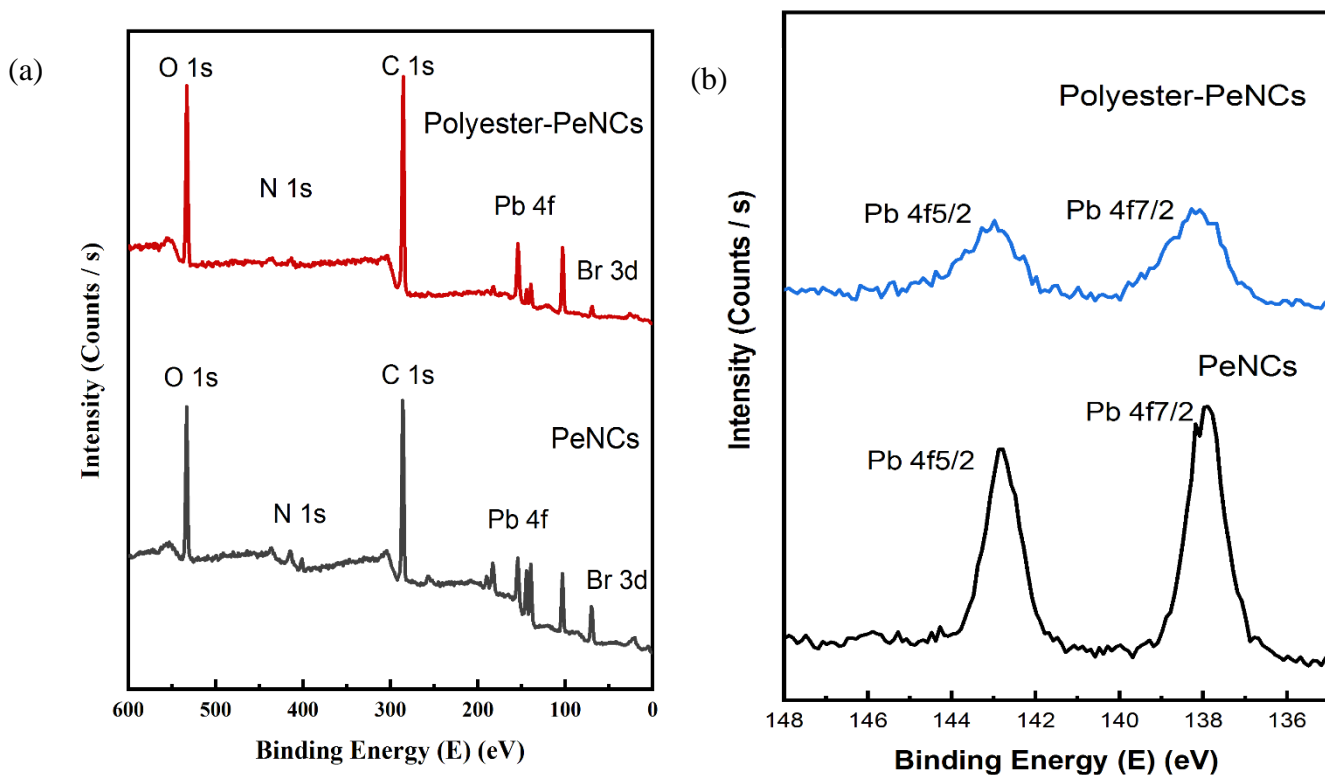 (a)
O 1s
C 1s
Polyester-PeNCs
N 1s
Pb 4f
Br 3d
O 1s
C 1s
PeNCs
N 1s
Pb 4f
Br 3d
Intensity (Counts / s)
600 500 400 300 200 100 0
Binding Energy (E) (eV)
(b)
Polyester-PeNCs
Pb 4f5/2
Pb 4f7/2
PeNCs
Pb 4f7/2
Pb 4f5/2
Intensity (Counts / s)
148 146 144 142 140 138 136
Binding Energy (E) (eV)